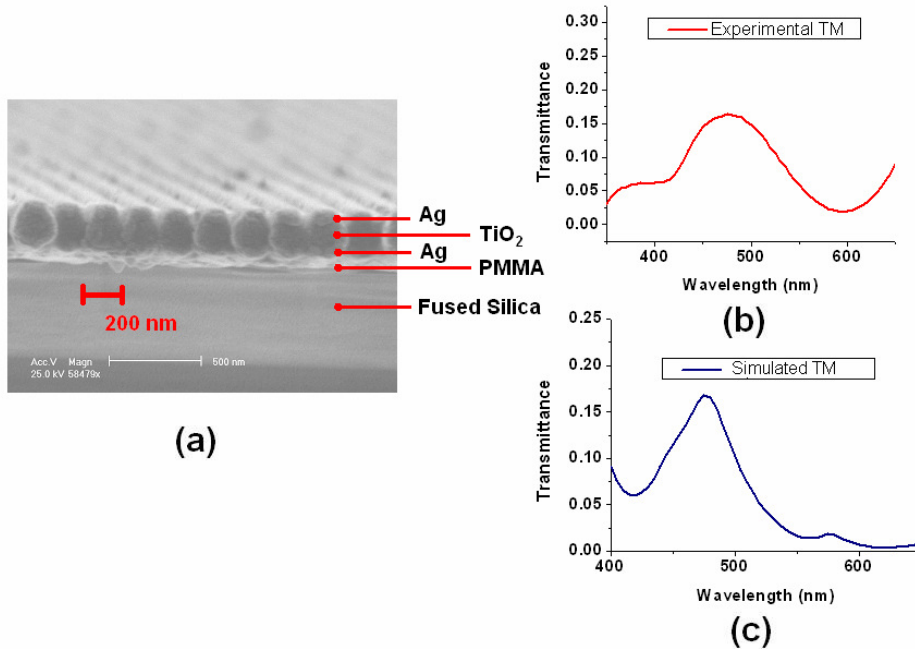 Ag
TiO₂
Ag
PMMA
Fused Silica
200 nm
Acc.V Magn
25.0 kV 58479x
500 nm
(a)
Experimental TM
0.30
0.25
0.20
0.15
0.10
0.05
0.00
Transmittance
400 500 600
Wavelength (nm)
(b)
Simulated TM
0.25
0.20
0.15
0.10
0.05
0.00
Transmittance
400 500 600
Wavelength (nm)
(c)